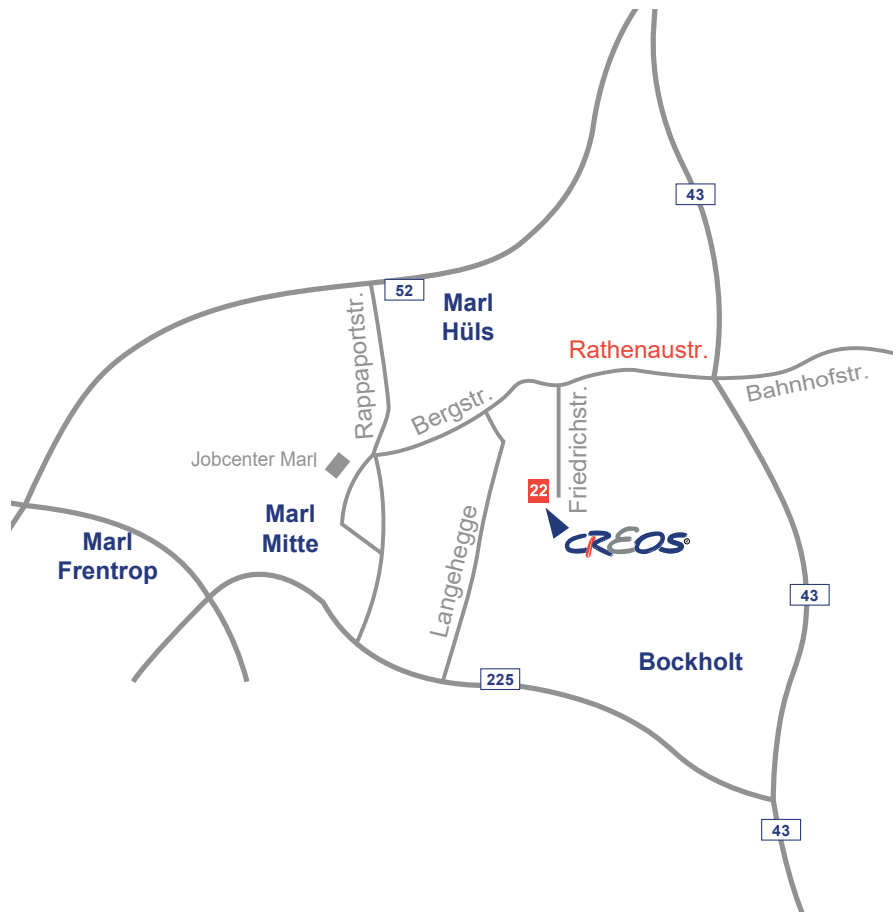 43
52
Marl
Hüls
Rathenaustr.
Bahnhofstr.
Rappaportstr.
Bergstr.
Friedrichstr.
Jobcenter Marl
22
Marl
Mitte
Marl
Frentrop
CREOS
Langehegge
43
Bockholt
225
43